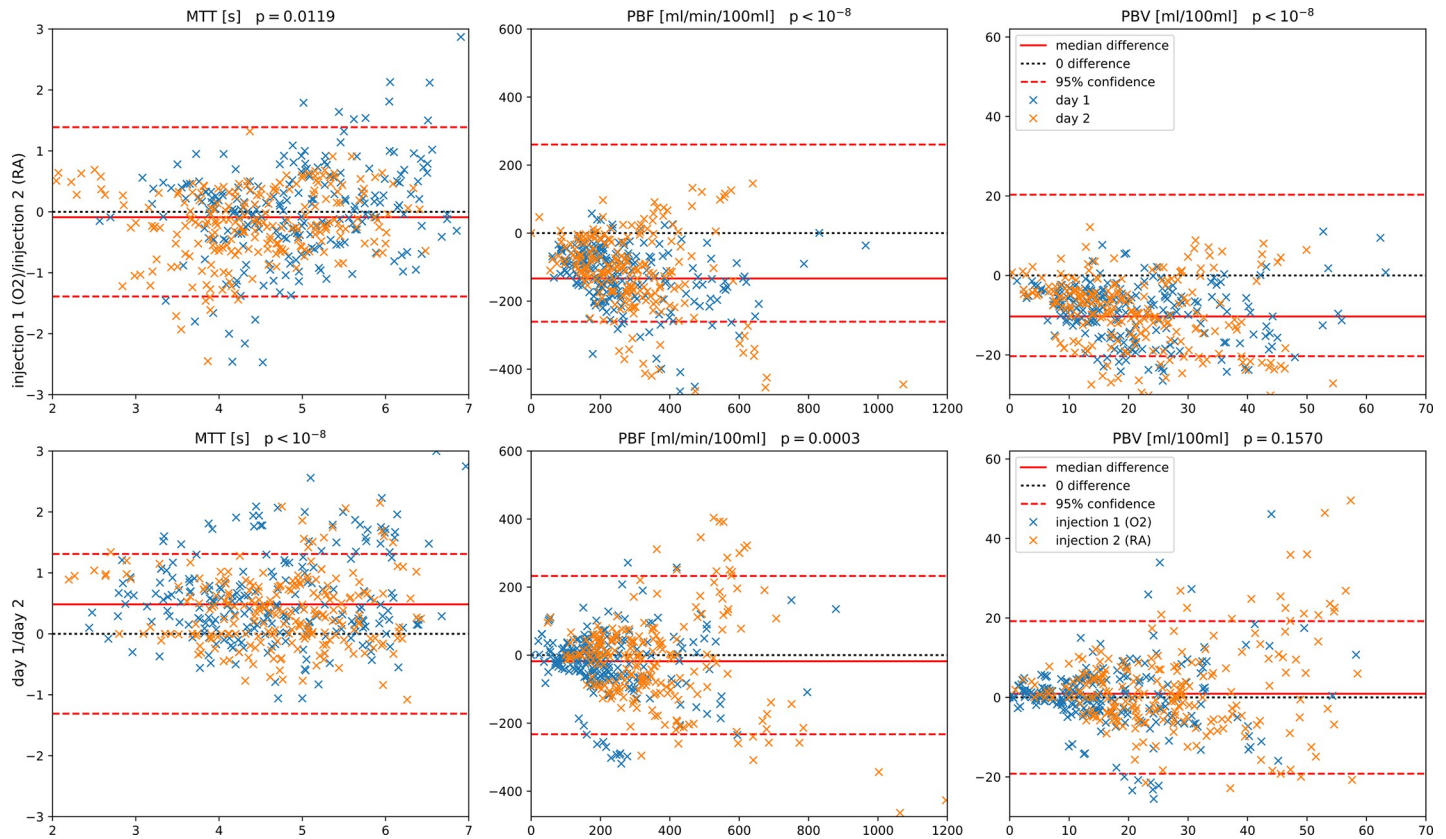 MTT [s] p = 0.0119
PBF [ml/min/100ml] p < 10⁻⁸
PBV [ml/100ml] p < 10⁻⁸
injection 1 (O2)/injection 2 (RA)
3
2
1
0
−1
−2
−3
2 3 4 5 6 7
600
400
200
0
−200
−400
0 200 400 600 800 1000 1200
60
40
20
0
−20
0 10 20 30 40 50 60 70
median difference
0 difference
95% confidence
day 1
day 2
MTT [s] p < 10⁻⁸
PBF [ml/min/100ml] p = 0.0003
PBV [ml/100ml] p = 0.1570
day 1/day 2
3
2
1
0
−1
−2
−3
2 3 4 5 6 7
600
400
200
0
−200
−400
0 200 400 600 800 1000 1200
60
40
20
0
−20
0 10 20 30 40 50 60 70
median difference
0 difference
95% confidence
injection 1 (O2)
injection 2 (RA)